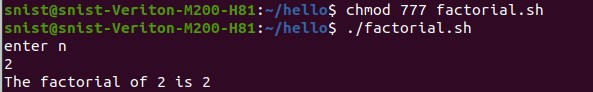 snist@snist-Veriton-M200-H81:~/hello$ chmod 777 factorial.sh
snist@snist-Veriton-M200-H81:~/hello$ ./factorial.sh
enter n
2
The factorial of 2 is 2